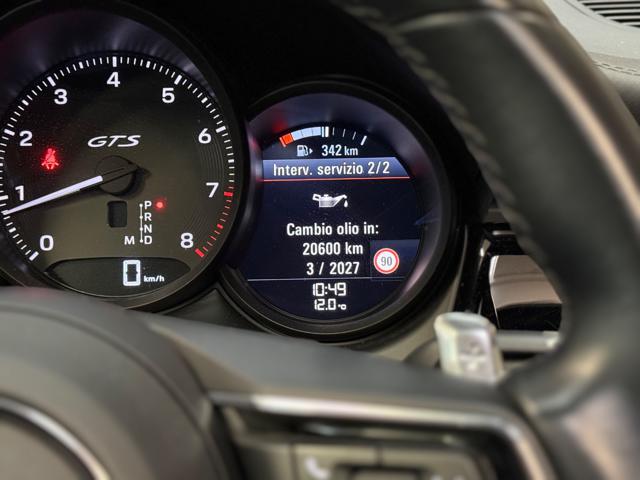 0
1
2
3
4
5
6
7
8
GTS
P
R
N
M D
0 km/h
342 km
Interv. servizio 2/2
Cambio olio in:
20600 km
3 / 2027
90
10:49
12.0 °C